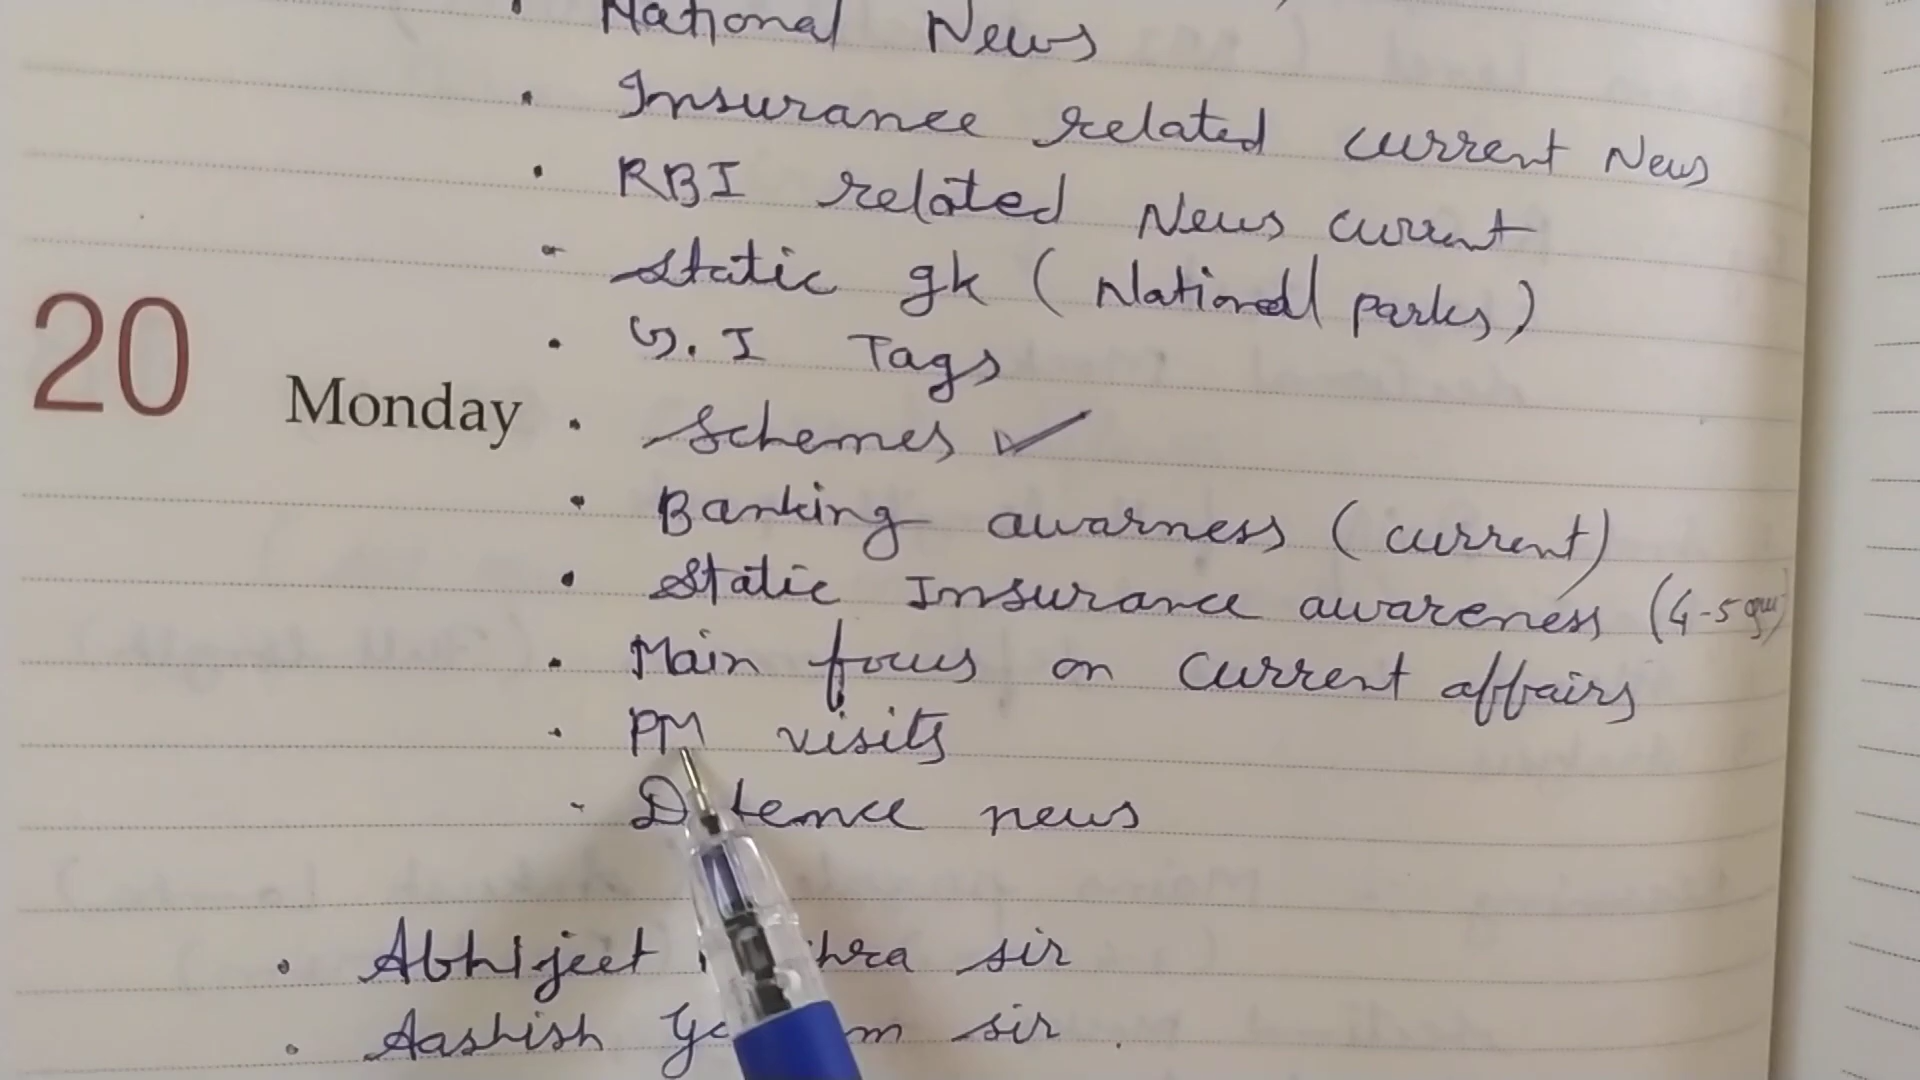 National News
Insurance related current News
RBI related News current
Static gk (National parks)
G.I Tags
20 Monday
Schemes ✓
Banking awarness (current)
Static Insurance awareness (4-5 que)
Main focus on Current affairs
PM visits
news
Abhijeet sir
Aashish sir